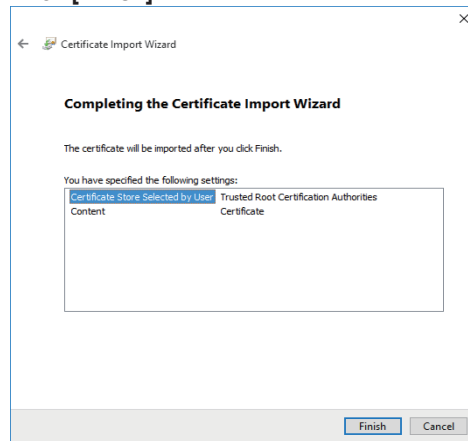 Certificate Import Wizard
Completing the Certificate Import Wizard
The certificate will be imported after you click Finish.
You have specified the following settings:
Certificate Store Selected by User Trusted Root Certification Authorities
Content Certificate
Finish Cancel